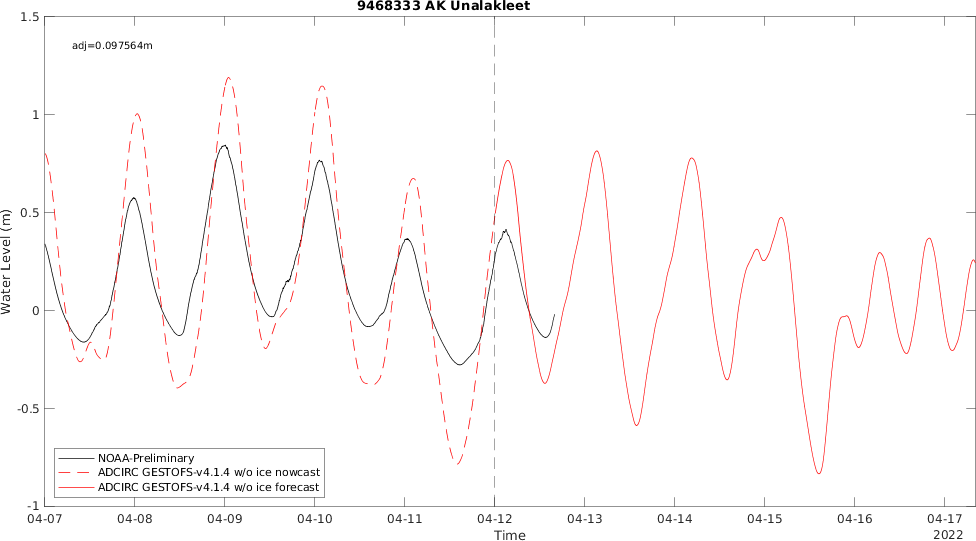 9468333 AK Unalakleet
adj=0.097564m
1.5
1
0.5
0
-0.5
-1
Water Level (m)
NOAA-Preliminary
ADCIRC GESTOFS-v4.1.4 w/o ice nowcast
ADCIRC GESTOFS-v4.1.4 w/o ice forecast
04-07 04-08 04-09 04-10 04-11 04-12 04-13 04-14 04-15 04-16 04-17
Time
2022